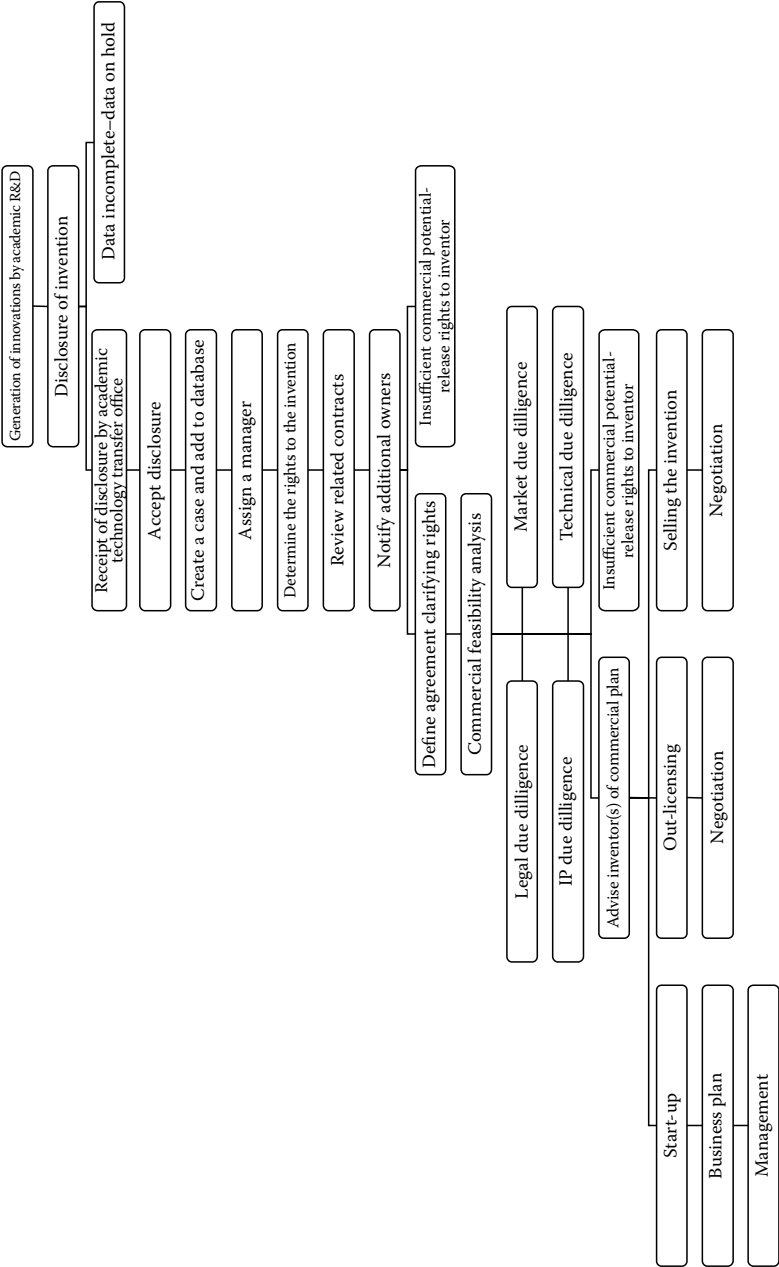 Generation of innovations by academic R&D
Disclosure of invention
Receipt of disclosure by academic
technology transfer office
Data incomplete–data on hold
Accept disclosure
Create a case and add to database
Assign a manager
Determine the rights to the invention
Review related contracts
Notify additional owners
Define agreement clarifying rights
Insufficient commercial potential-
release rights to inventor
Commercial feasibility analysis
Legal due dilligence
Market due dilligence
IP due dilligence
Technical due dilligence
Advise inventor(s) of commercial plan
Insufficient commercial potential-
release rights to inventor
Start-up
Out-licensing
Selling the invention
Business plan
Negotiation
Negotiation
Management